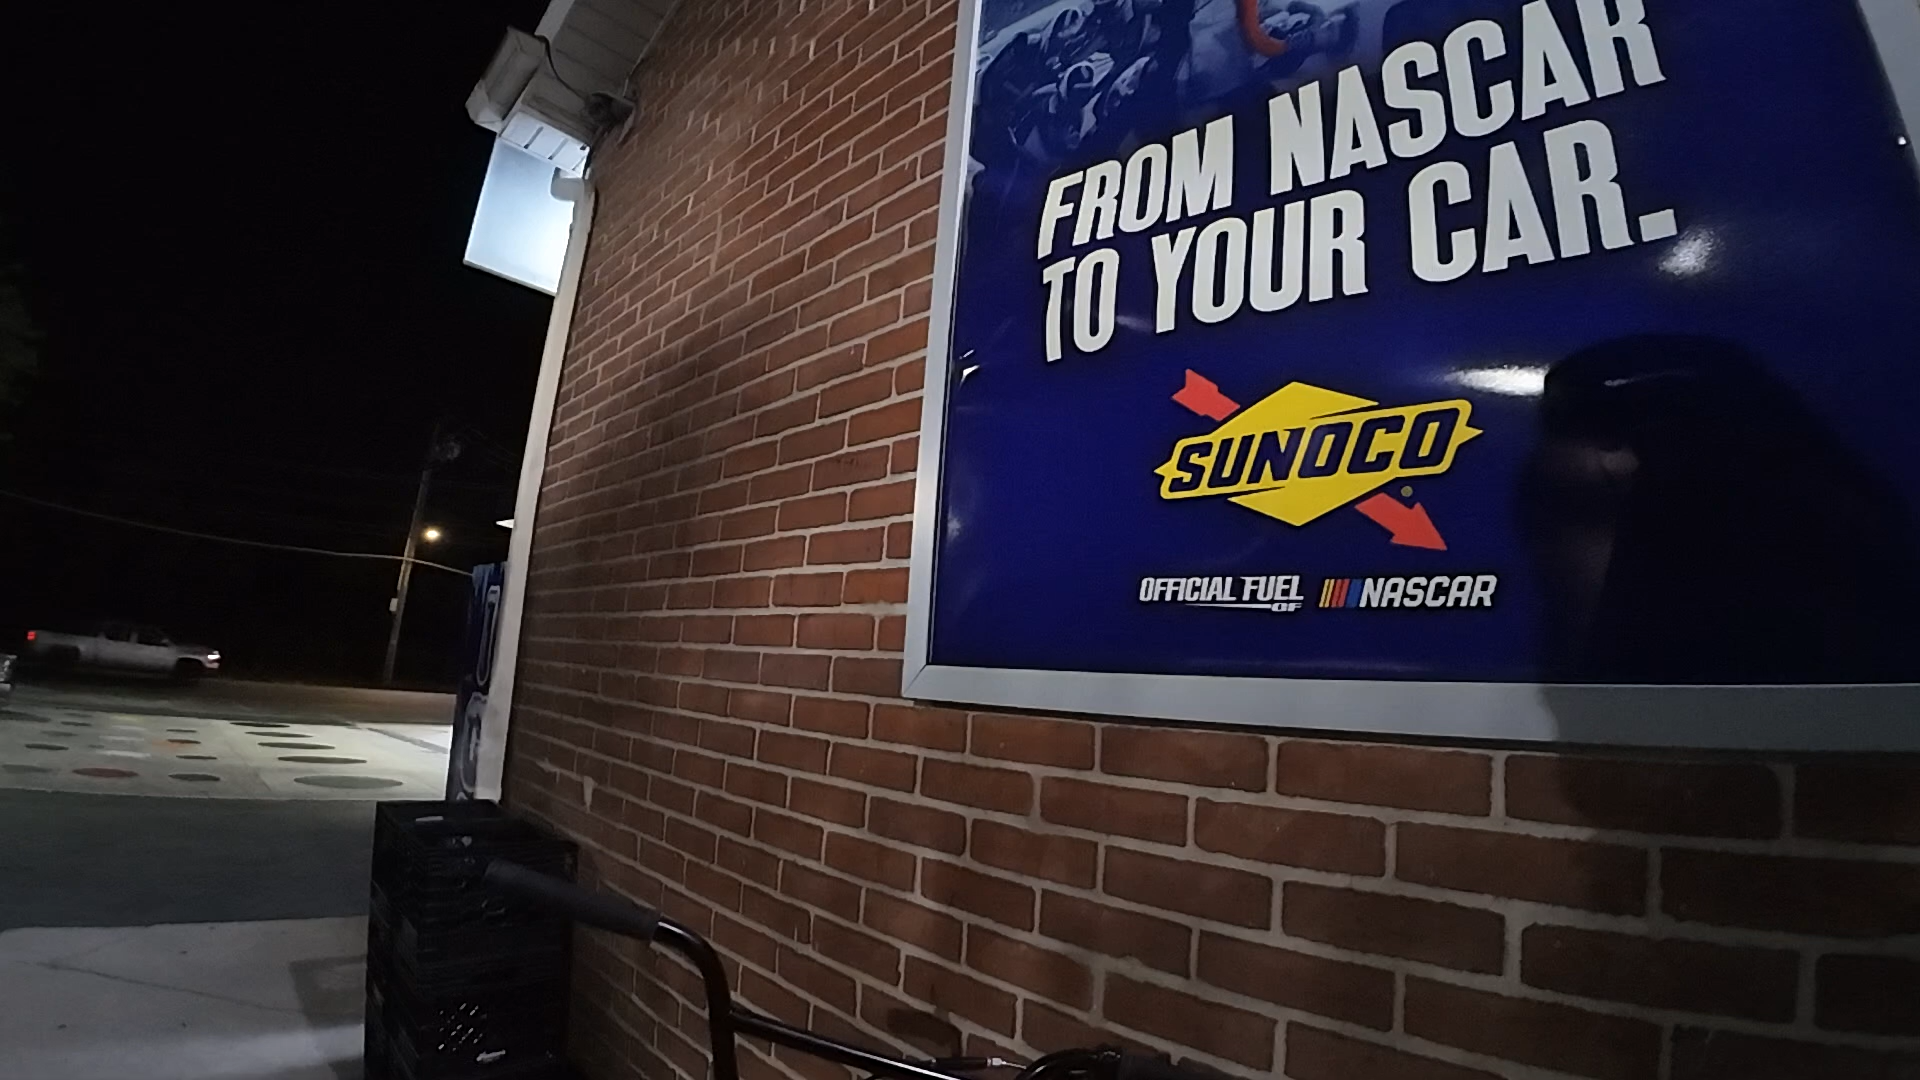 FROM NASCAR
TO YOUR CAR.
SUNOCO
OFFICIAL FUEL
OF
NASCAR